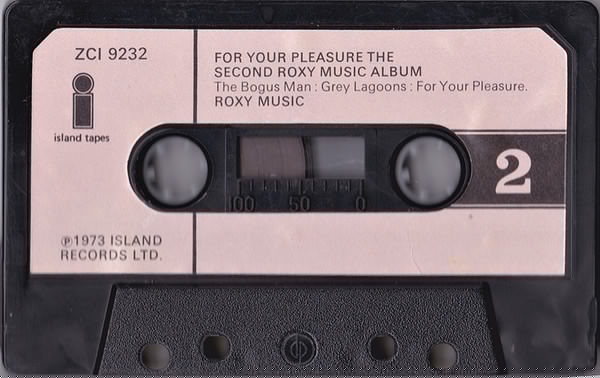 ZCI 9232
island tapes
FOR YOUR PLEASURE THE
SECOND ROXY MUSIC ALBUM
The Bogus Man : Grey Lagoons : For Your Pleasure.
ROXY MUSIC
100 50 0
2
℗1973 ISLAND
RECORDS LTD.